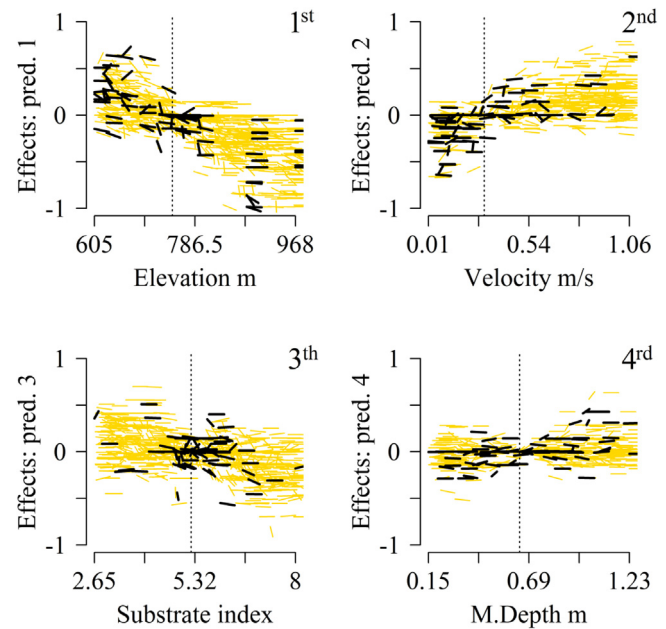 1 1st
Effects: pred. 1
0
-1
605 786.5 968
Elevation m
1 2nd
Effects: pred. 2
0
-1
0.01 0.54 1.06
Velocity m/s
1 3th
Effects: pred. 3
0
-1
2.65 5.32 8
Substrate index
1 4rd
Effects: pred. 4
0
-1
0.15 0.69 1.23
M.Depth m